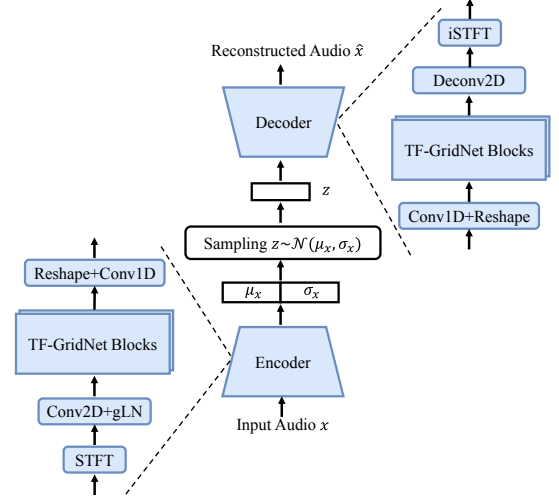 iSTFT
Reconstructed Audio x̂
Deconv2D
Decoder
TF-GridNet Blocks
z
Conv1D+Reshape
Sampling z~𝒩(μₓ, σₓ)
Reshape+Conv1D
μₓ σₓ
TF-GridNet Blocks
Encoder
Conv2D+gLN
Input Audio x
STFT